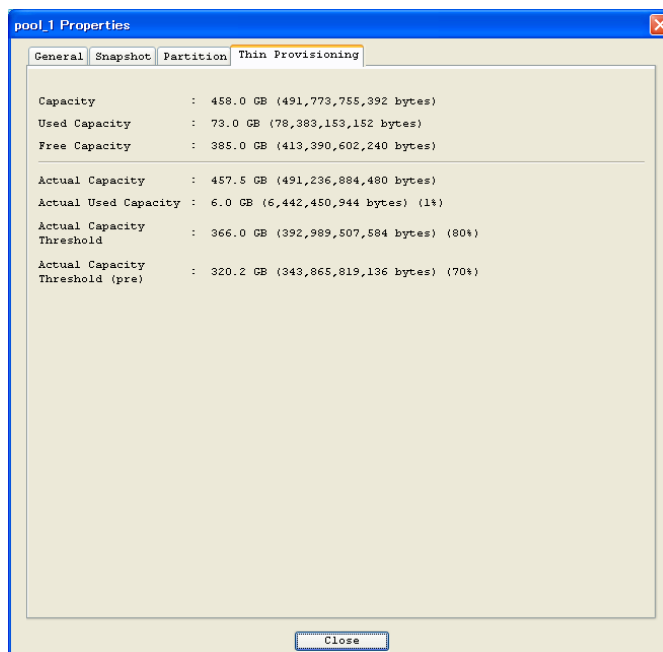 pool_1 Properties
General Snapshot Partition Thin Provisioning
Capacity : 458.0 GB (491,773,755,392 bytes)
Used Capacity : 73.0 GB (78,383,153,152 bytes)
Free Capacity : 385.0 GB (413,390,602,240 bytes)
Actual Capacity : 457.5 GB (491,236,884,480 bytes)
Actual Used Capacity : 6.0 GB (6,442,450,944 bytes) (1%)
Actual Capacity
Threshold : 366.0 GB (392,989,507,584 bytes) (80%)
Actual Capacity
Threshold (pre) : 320.2 GB (343,865,819,136 bytes) (70%)
Close